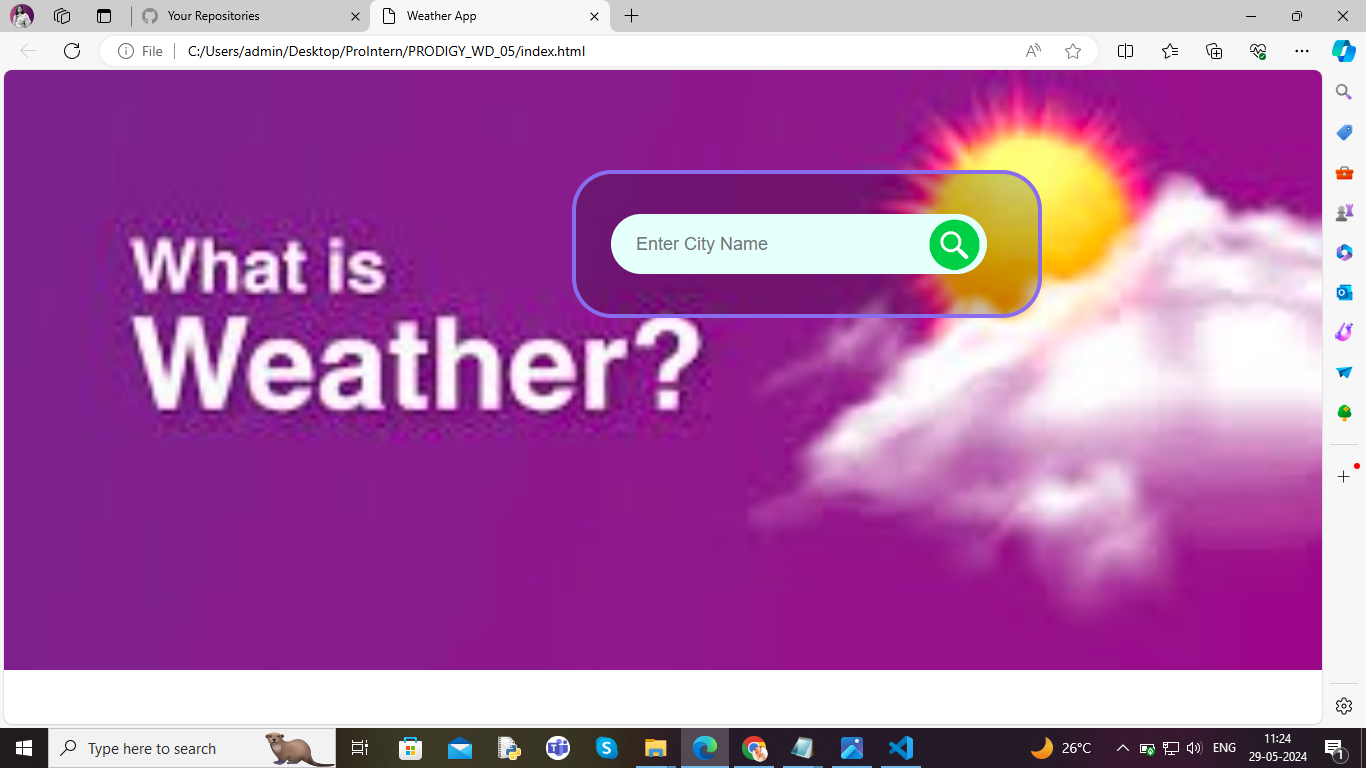 Your Repositories
Weather App
File
C:/Users/admin/Desktop/ProIntern/PRODIGY_WD_05/index.html
Enter City Name
What is
Weather?
Type here to search
26°C
ENG
11:24
29-05-2024
1